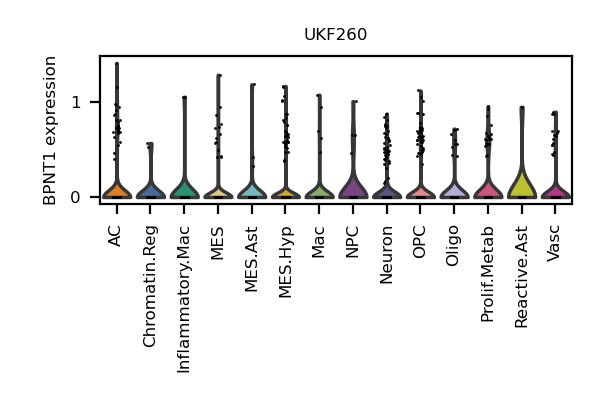 UKF260
BPNT1 expression
1
0
AC
Chromatin.Reg
Inflammatory.Mac
MES
MES.Ast
MES.Hyp
Mac
NPC
Neuron
OPC
Oligo
Prolif.Metab
Reactive.Ast
Vasc